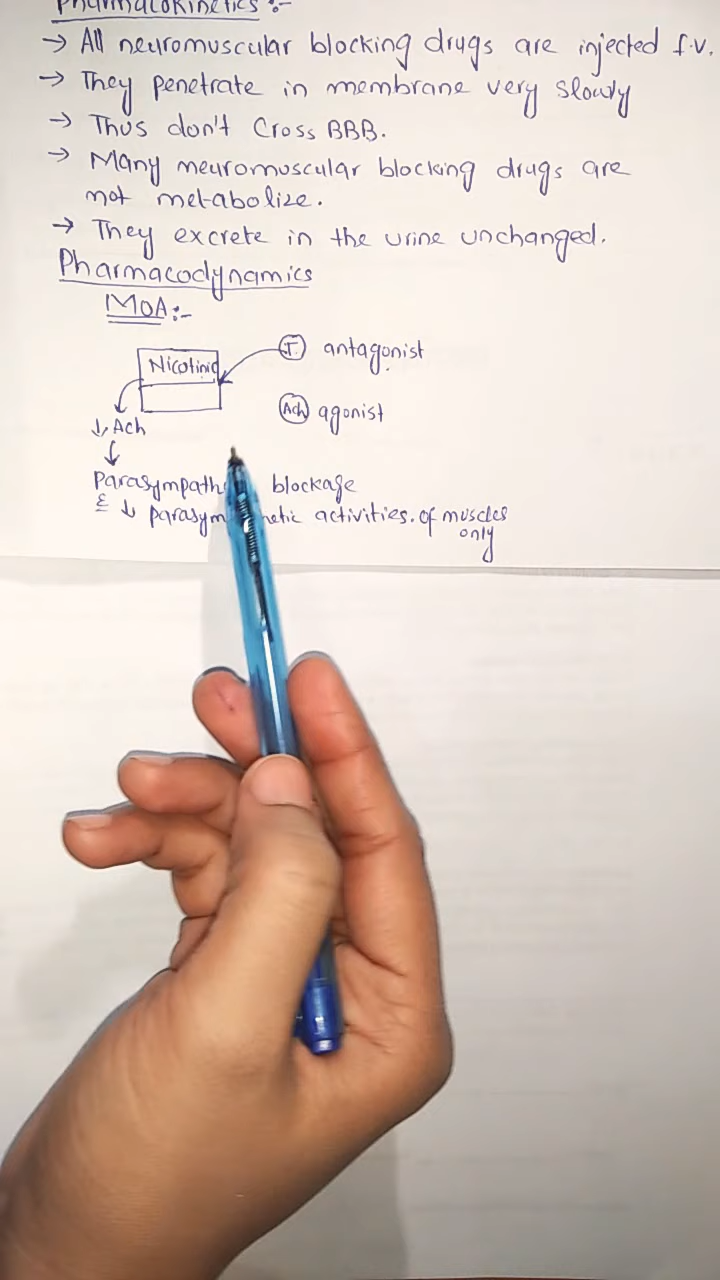 Pharmacokinetics:-
→ All neuromuscular blocking drugs are injected I.V.
→ They penetrate in membrane very slowly
→ Thus don't Cross BBB.
→ Many neuromuscular blocking drugs are
not metabolize.
→ They excrete in the urine unchanged.
Pharmacodynamics
MOA:-
Nicotinic
T. antagonist
Ach agonist
↓ Ach
↓
blockage
& ↓ activities. of muscles
only